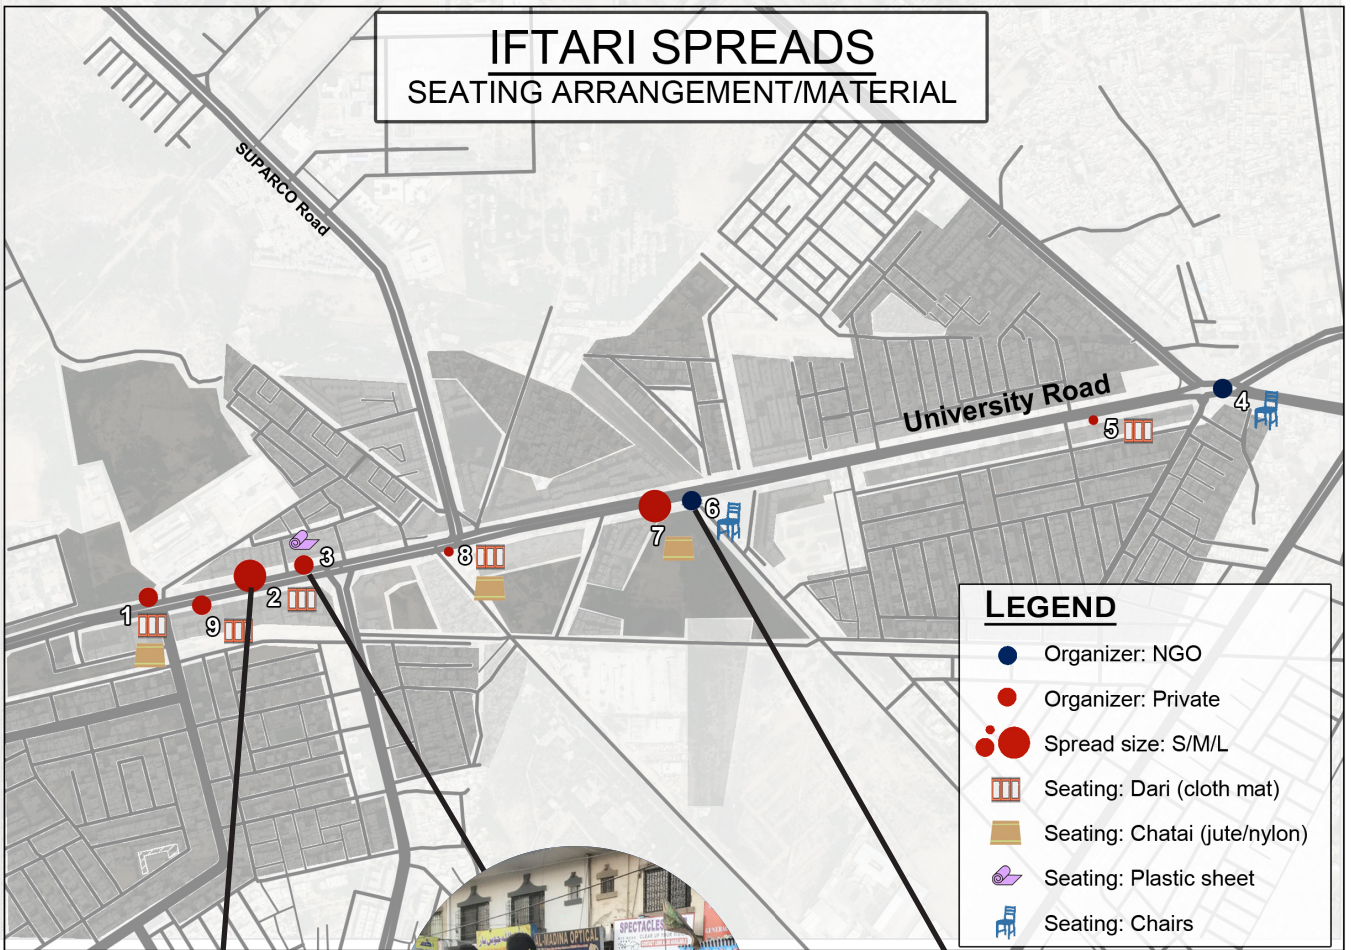 IFTARI SPREADS
SEATING ARRANGEMENT/MATERIAL
SUPARCO Road
University Road
4
5
6
7
8
3
2
1
9
LEGEND
Organizer: NGO
Organizer: Private
Spread size: S/M/L
Seating: Dari (cloth mat)
Seating: Chatai (jute/nylon)
Seating: Plastic sheet
Seating: Chairs
SPECTACLES
AL-MADINA OPTICAL